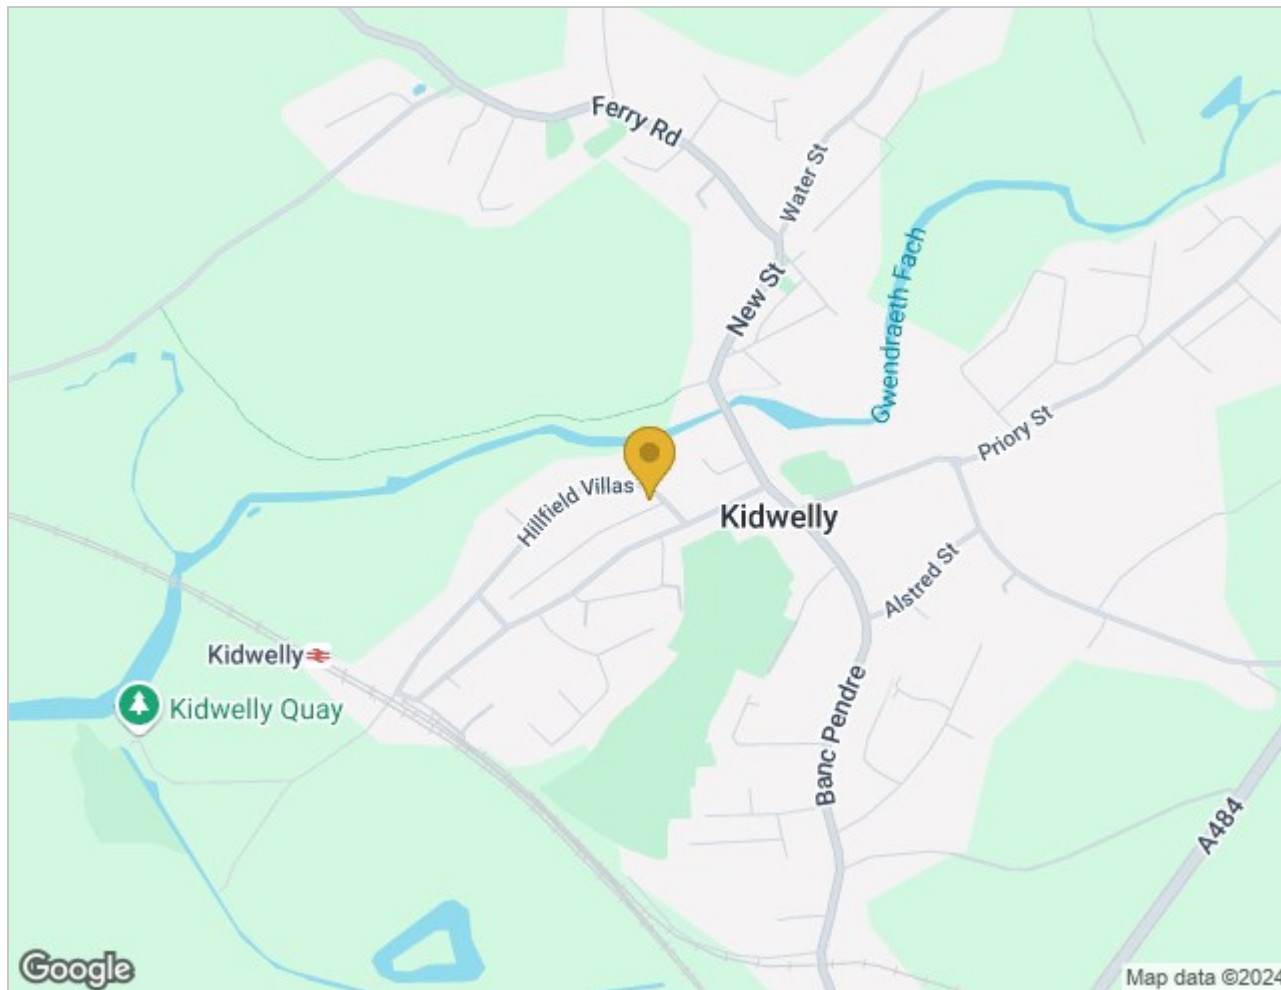 Ferry Rd
Water St
New St
Gwendraeth Fach
Priory St
Hillfield Villas
Kidwelly
Alstred St
Kidwelly
Kidwelly Quay
Banc Pendre
A484
Google
Map data ©2024